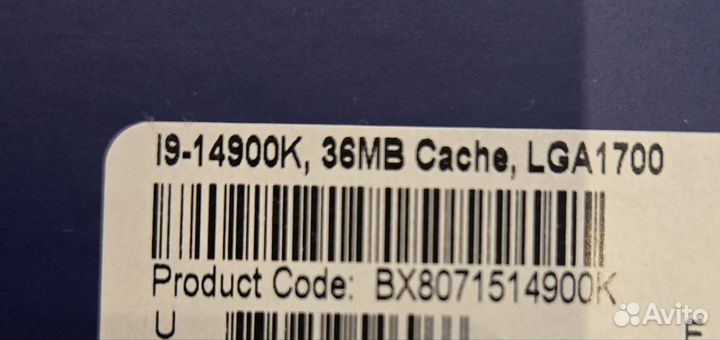 I9-14900K, 36MB Cache, LGA1700
Product Code: BX8071514900K
U
Avito